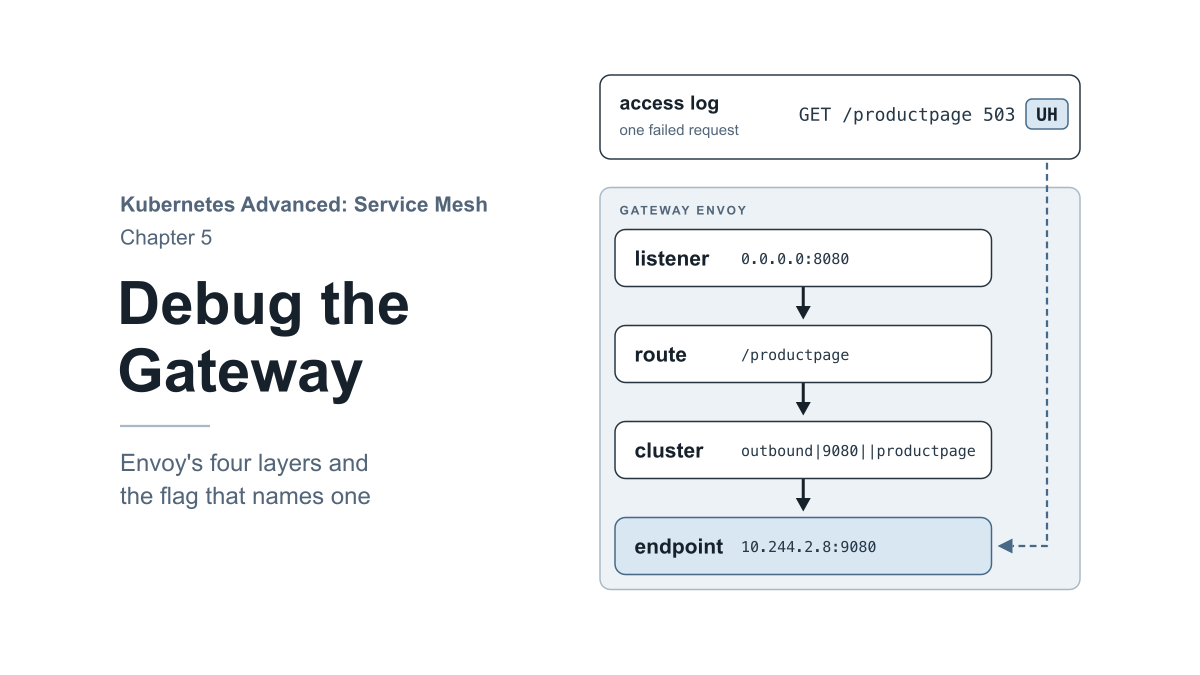 Kubernetes Advanced: Service Mesh
Chapter 5
Debug the
Gateway
Envoy's four layers and
the flag that names one
access log
one failed request
GET /productpage 503 UH
GATEWAY ENVOY
listener 0.0.0.0:8080
route /productpage
cluster outbound|9080||productpage
endpoint 10.244.2.8:9080